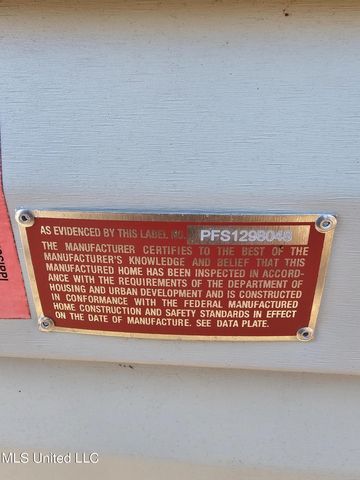 AS EVIDENCED BY THIS LABEL NO. PFS1298048
THE MANUFACTURER CERTIFIES TO THE BEST OF THE
MANUFACTURER'S KNOWLEDGE AND BELIEF THAT THIS
MANUFACTURED HOME HAS BEEN INSPECTED IN ACCORD-
ANCE WITH THE REQUIREMENTS OF THE DEPARTMENT OF
HOUSING AND URBAN DEVELOPMENT AND IS CONSTRUCTED
IN CONFORMANCE WITH THE FEDERAL MANUFACTURED
HOME CONSTRUCTION AND SAFETY STANDARDS IN EFFECT
ON THE DATE OF MANUFACTURE. SEE DATA PLATE.
MLS United LLC